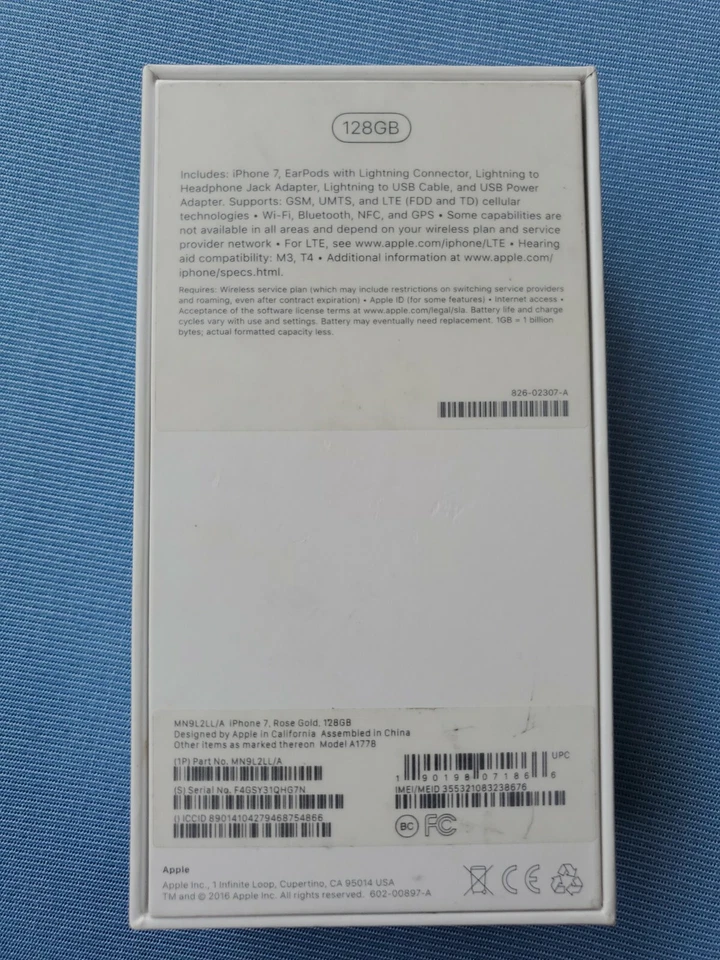 128GB
Includes: iPhone 7, EarPods with Lightning Connector, Lightning to
Headphone Jack Adapter, Lightning to USB Cable, and USB Power
Adapter. Supports: GSM, UMTS, and LTE (FDD and TD) cellular
technologies • Wi-Fi, Bluetooth, NFC, and GPS • Some capabilities are
not available in all areas and depend on your wireless plan and service
provider network • For LTE, see www.apple.com/iphone/LTE • Hearing
aid compatibility: M3, T4 • Additional information at www.apple.com/
iphone/specs.html.
Requires: Wireless service plan (which may include restrictions on switching service providers
and roaming, even after contract expiration) • Apple ID (for some features) • Internet access •
Acceptance of the software license terms at www.apple.com/legal/sla. Battery life and charge
cycles vary with use and settings. Battery may eventually need replacement. 1GB = 1 billion
bytes; actual formatted capacity less.
826-02307-A
MN9L2LL/A iPhone 7, Rose Gold, 128GB
Designed by Apple in California Assembled in China
Other items as marked thereon Model A1778
(1P) Part No. MN9L2LL/A
UPC
1 90198 07186 6
(S) Serial No. F4GSY31QHG7N
IMEI/MEID 355321083238676
() ICCID 89014104279468754866
BC FC
Apple
Apple Inc., 1 Infinite Loop, Cupertino, CA 95014 USA
TM and © 2016 Apple Inc. All rights reserved. 602-00897-A
CE